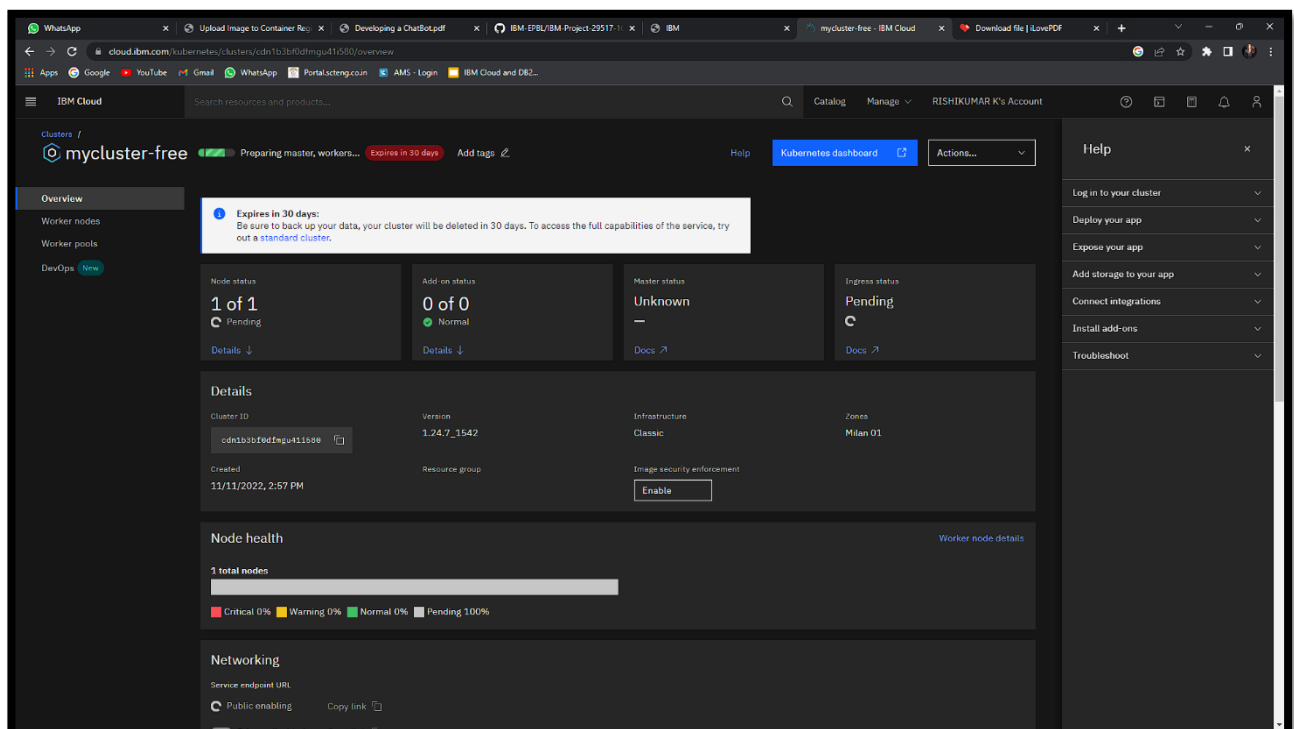 WhatsApp
Upload Image to Container Regi
Developing a ChatBot.pdf
IBM-EPBL/IBM-Project-29517-1
IBM
mycluster-free - IBM Cloud
Download file | iLovePDF
cloud.ibm.com/kubernetes/clusters/cdn1b3bf0dfmgu41i580/overview
Apps Google YouTube Gmail WhatsApp Portal.scteng.co.in AMS - Login IBM Cloud and DB2...
IBM Cloud Search resources and products... Catalog Manage RISHIKUMAR K's Account
Clusters /
mycluster-free Preparing master, workers... Expires in 30 days Add tags Help Kubernetes dashboard Actions...
Overview
Worker nodes
Worker pools
DevOps New
Expires in 30 days:
Be sure to back up your data, your cluster will be deleted in 30 days. To access the full capabilities of the service, try
out a standard cluster.
Node status
1 of 1
Pending
Details ↓
Add-on status
0 of 0
Normal
Details ↓
Master status
Unknown
–
Docs ↗
Ingress status
Pending
Docs ↗
Details
Cluster ID
cdn1b3bf0dfmgu41i580
Version
1.24.7_1542
Infrastructure
Classic
Zones
Milan 01
Created
11/11/2022, 2:57 PM
Resource group
Image security enforcement
Enable
Node health
Worker node details
1 total nodes
Critical 0% Warning 0% Normal 0% Pending 100%
Networking
Service endpoint URL
Public enabling Copy link
Help
Log in to your cluster
Deploy your app
Expose your app
Add storage to your app
Connect integrations
Install add-ons
Troubleshoot